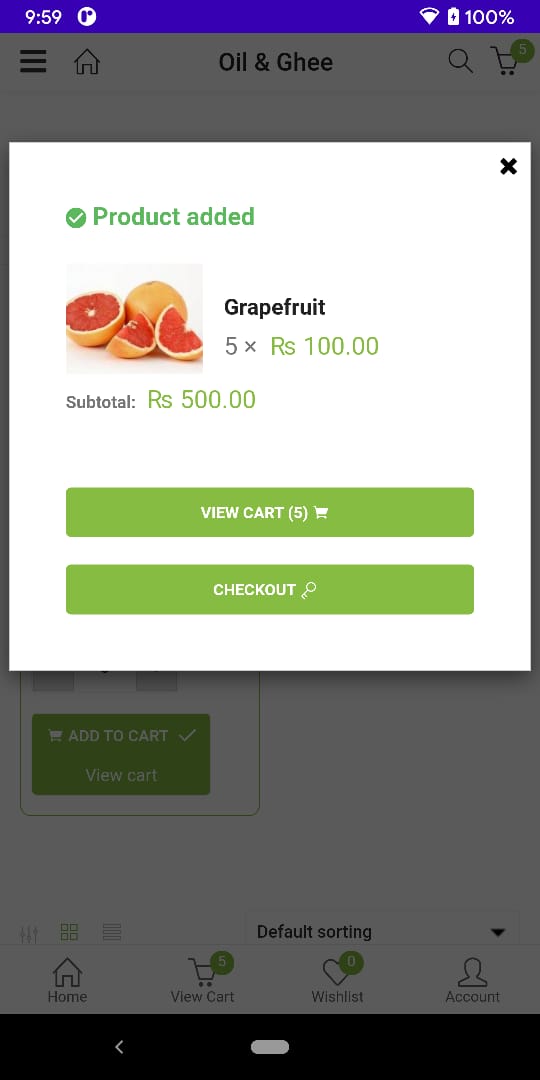 9:59
100%
Oil & Ghee
5
Product added
Grapefruit
5 × ₨ 100.00
Subtotal: ₨ 500.00
VIEW CART (5)
CHECKOUT
ADD TO CART
View cart
Default sorting
5
0
Home
View Cart
Wishlist
Account